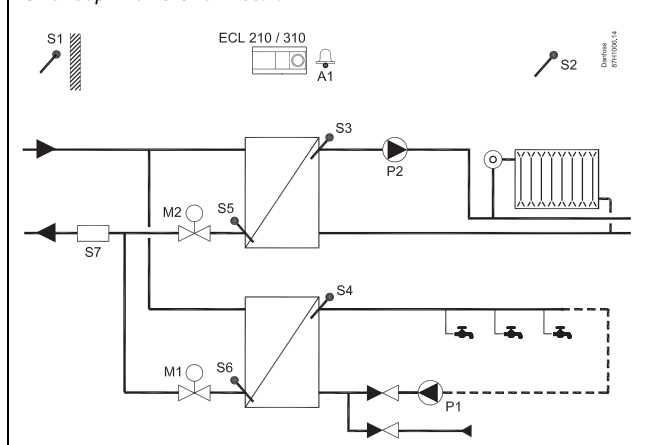 S1
ECL 210 / 310
A1
S2
Danfoss
87H1006.14
S3
P2
M2
S5
S7
S4
M1
S6
P1